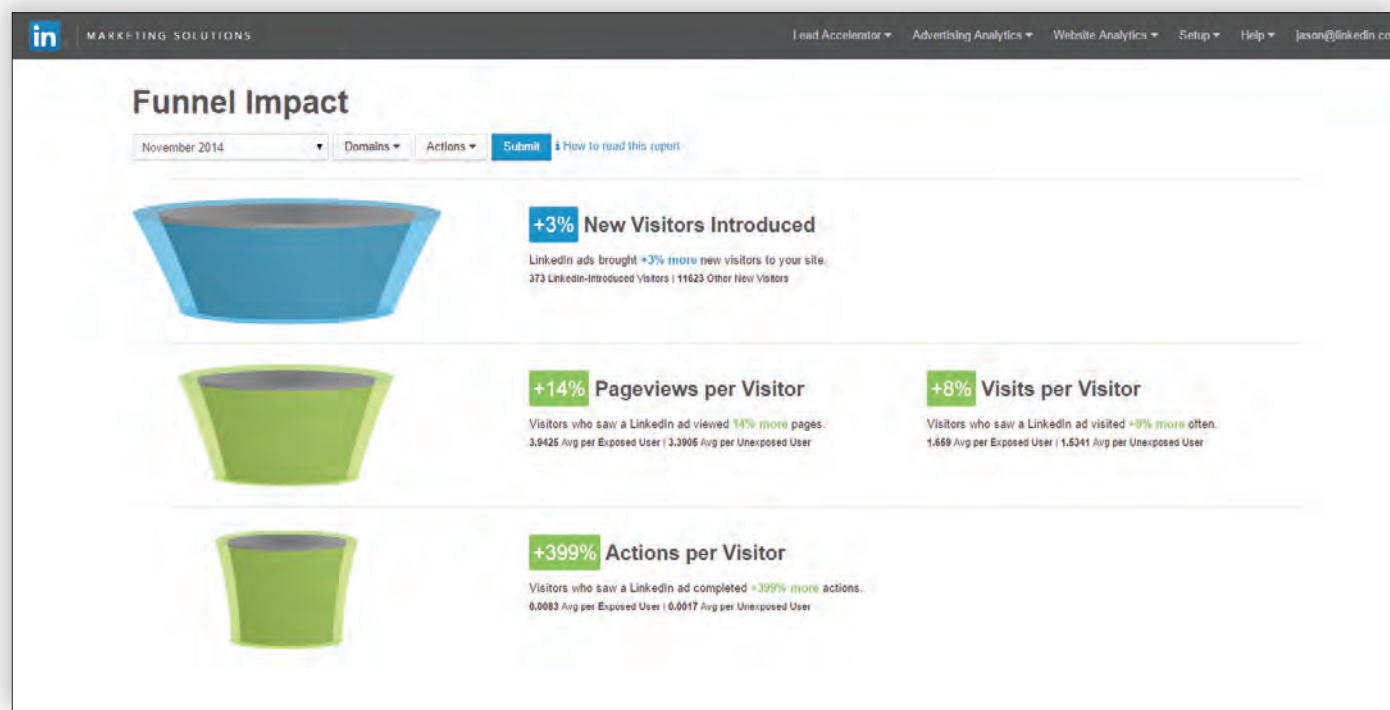 in MARKETING SOLUTIONS Lead Accelerator Advertising Analytics Website Analytics Setup Help jason@linkedin.co
Funnel Impact
November 2014 Domains Actions Submit i How to read this report
+3% New Visitors Introduced
LinkedIn ads brought +3% more new visitors to your site.
373 LinkedIn-Introduced Visitors | 11623 Other New Visitors
+14% Pageviews per Visitor
Visitors who saw a LinkedIn ad viewed 14% more pages.
3.9425 Avg per Exposed User | 3.3905 Avg per Unexposed User
+8% Visits per Visitor
Visitors who saw a LinkedIn ad visited +8% more often.
1.659 Avg per Exposed User | 1.5341 Avg per Unexposed User
+399% Actions per Visitor
Visitors who saw a LinkedIn ad completed +399% more actions.
0.0083 Avg per Exposed User | 0.0017 Avg per Unexposed User